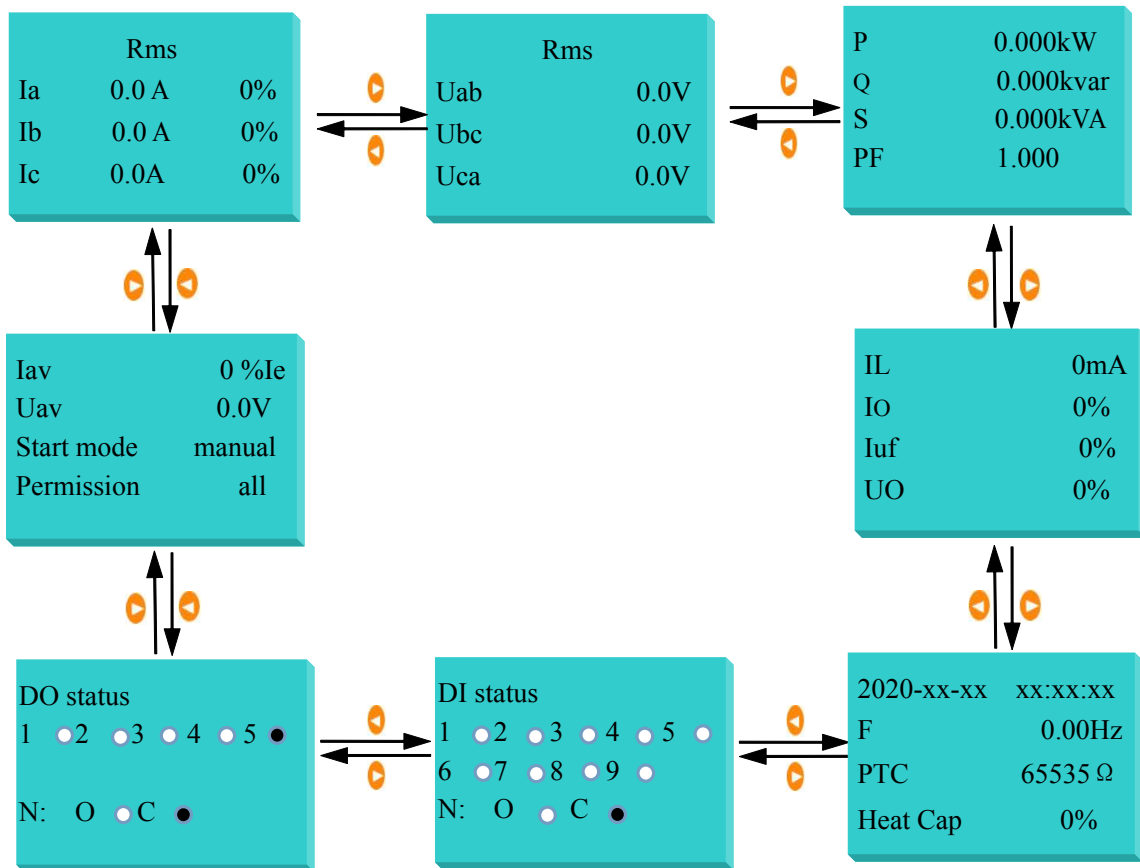 Rms
Ia 0.0 A 0%
Ib 0.0 A 0%
Ic 0.0A 0%
Rms
Uab 0.0V
Ubc 0.0V
Uca 0.0V
P 0.000kW
Q 0.000kvar
S 0.000kVA
PF 1.000
Iav 0 %Ie
Uav 0.0V
Start mode manual
Permission all
IL 0mA
IO 0%
Iuf 0%
UO 0%
DO status
1 2 3 4 5
N: O C
DI status
1 2 3 4 5
6 7 8 9
N: O C
2020-xx-xx xx:xx:xx
F 0.00Hz
PTC 65535 Ω
Heat Cap 0%